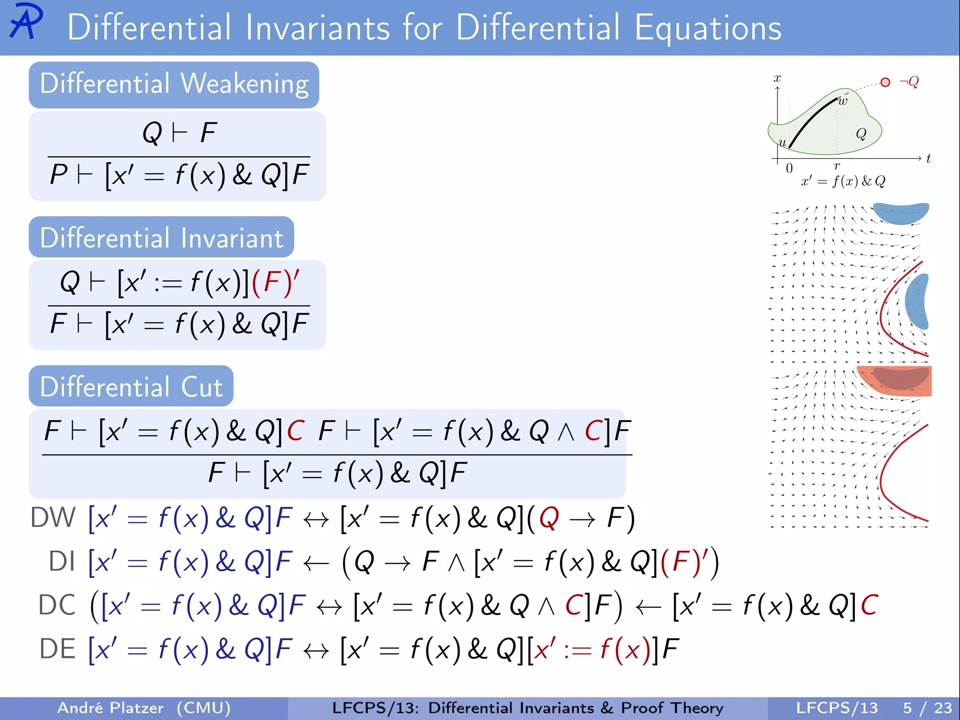 Differential Invariants for Differential Equations
Differential Weakening
Q ⊢ F
P ⊢ [x′ = f(x) & Q]F
Differential Invariant
Q ⊢ [x′ := f(x)](F)′
F ⊢ [x′ = f(x) & Q]F
Differential Cut
F ⊢ [x′ = f(x) & Q]C F ⊢ [x′ = f(x) & Q ∧ C]F
F ⊢ [x′ = f(x) & Q]F
DW [x′ = f(x) & Q]F ↔ [x′ = f(x) & Q](Q → F)
DI [x′ = f(x) & Q]F ← (Q → F ∧ [x′ = f(x) & Q](F)′)
DC ([x′ = f(x) & Q]F ↔ [x′ = f(x) & Q ∧ C]F) ← [x′ = f(x) & Q]C
DE [x′ = f(x) & Q]F ↔ [x′ = f(x) & Q][x′ := f(x)]F
x
¬Q
w
Q
u
t
0
r
x′ = f(x) & Q
André Platzer (CMU)
LFCPS/13: Differential Invariants & Proof Theory
LFCPS/13
5 / 23